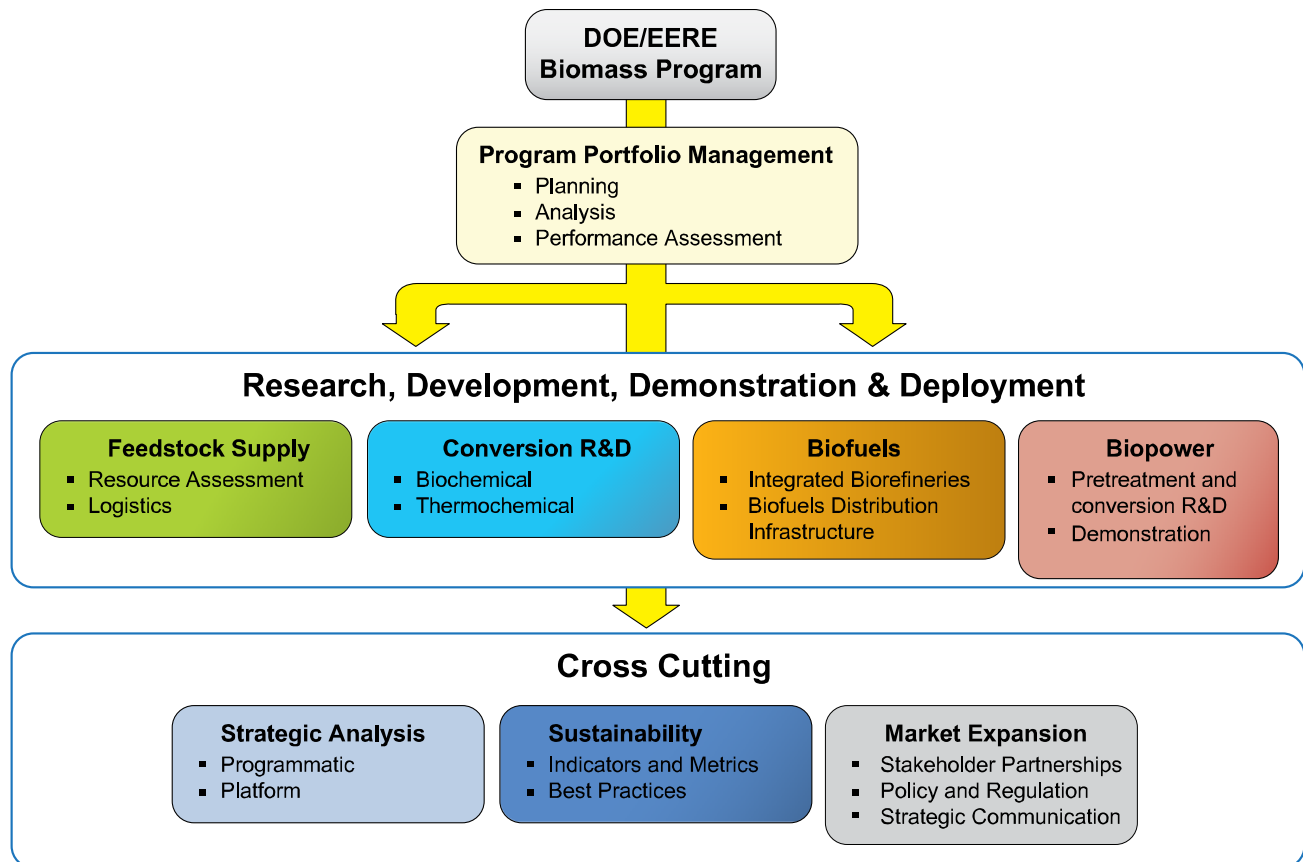 DOE/EERE
Biomass Program
Program Portfolio Management
▪ Planning
▪ Analysis
▪ Performance Assessment
Research, Development, Demonstration & Deployment
Feedstock Supply
▪ Resource Assessment
▪ Logistics
Conversion R&D
▪ Biochemical
▪ Thermochemical
Biofuels
▪ Integrated Biorefineries
▪ Biofuels Distribution
Infrastructure
Biopower
▪ Pretreatment and
conversion R&D
▪ Demonstration
Cross Cutting
Strategic Analysis
▪ Programmatic
▪ Platform
Sustainability
▪ Indicators and Metrics
▪ Best Practices
Market Expansion
▪ Stakeholder Partnerships
▪ Policy and Regulation
▪ Strategic Communication